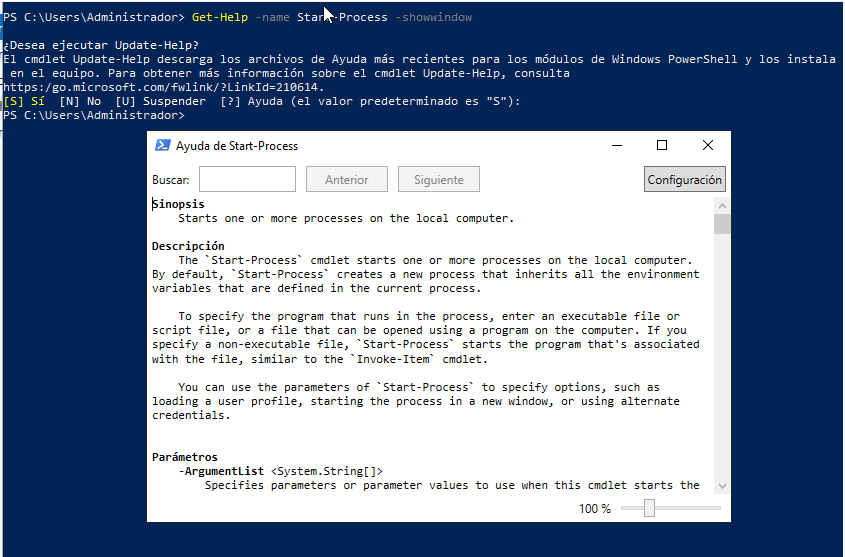 PS C:\Users\Administrador> Get-Help -name Start-Process -showwindow
¿Desea ejecutar Update-Help?
El cmdlet Update-Help descarga los archivos de Ayuda más recientes para los módulos de Windows PowerShell y los instala
en el equipo. Para obtener más información sobre el cmdlet Update-Help, consulta
https:/go.microsoft.com/fwlink/?LinkId=210614.
[S] Sí  [N] No  [U] Suspender  [?] Ayuda (el valor predeterminado es "S"):
PS C:\Users\Administrador>
Ayuda de Start-Process
Buscar:
Anterior
Siguiente
Configuración
Sinopsis
Starts one or more processes on the local computer.
Descripción
The `Start-Process` cmdlet starts one or more processes on the local computer.
By default, `Start-Process` creates a new process that inherits all the environment
variables that are defined in the current process.
To specify the program that runs in the process, enter an executable file or
script file, or a file that can be opened using a program on the computer. If you
specify a non-executable file, `Start-Process` starts the program that's associated
with the file, similar to the `Invoke-Item` cmdlet.
You can use the parameters of `Start-Process` to specify options, such as
loading a user profile, starting the process in a new window, or using alternate
credentials.
Parámetros
-ArgumentList <System.String[]>
Specifies parameters or parameter values to use when this cmdlet starts the
100 %